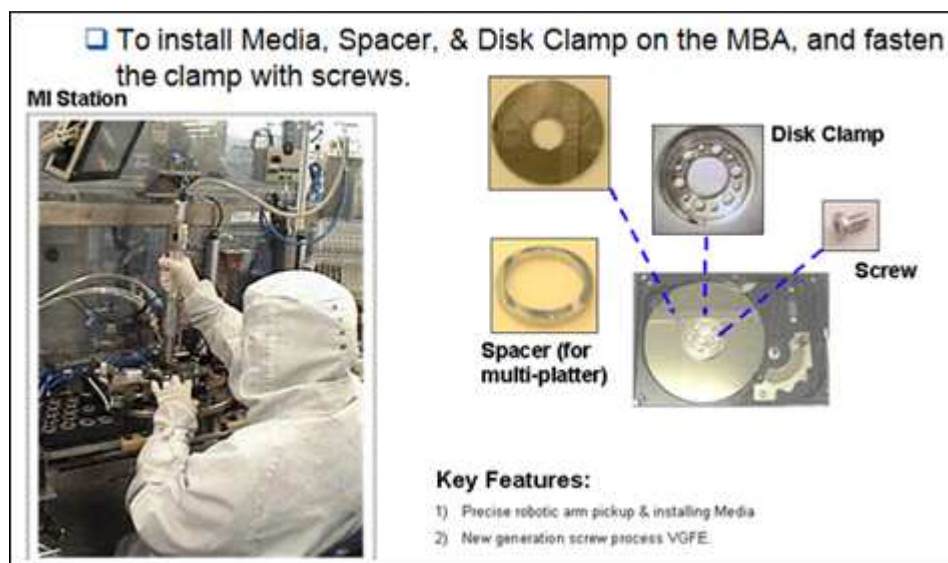 To install Media, Spacer, & Disk Clamp on the MBA, and fasten
the clamp with screws.
MI Station
Disk Clamp
Screw
Spacer (for
multi-platter)
Key Features:
1) Precise robotic arm pickup & installing Media
2) New generation screw process VGFE.